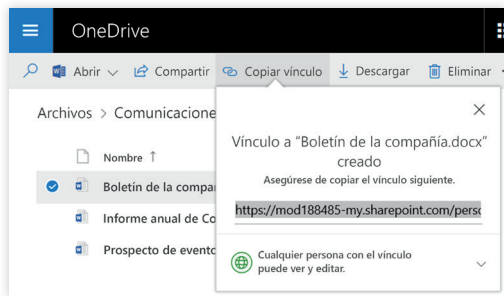 OneDrive
Abrir Compartir Copiar vínculo Descargar Eliminar
Archivos > Comunicacione
Nombre ↑
Boletín de la compañ
Informe anual de Co
Prospecto de evento
Vínculo a "Boletín de la compañía.docx"
creado
Asegúrese de copiar el vínculo siguiente.
https://mod188485-my.sharepoint.com/perso
Cualquier persona con el vínculo
puede ver y editar.